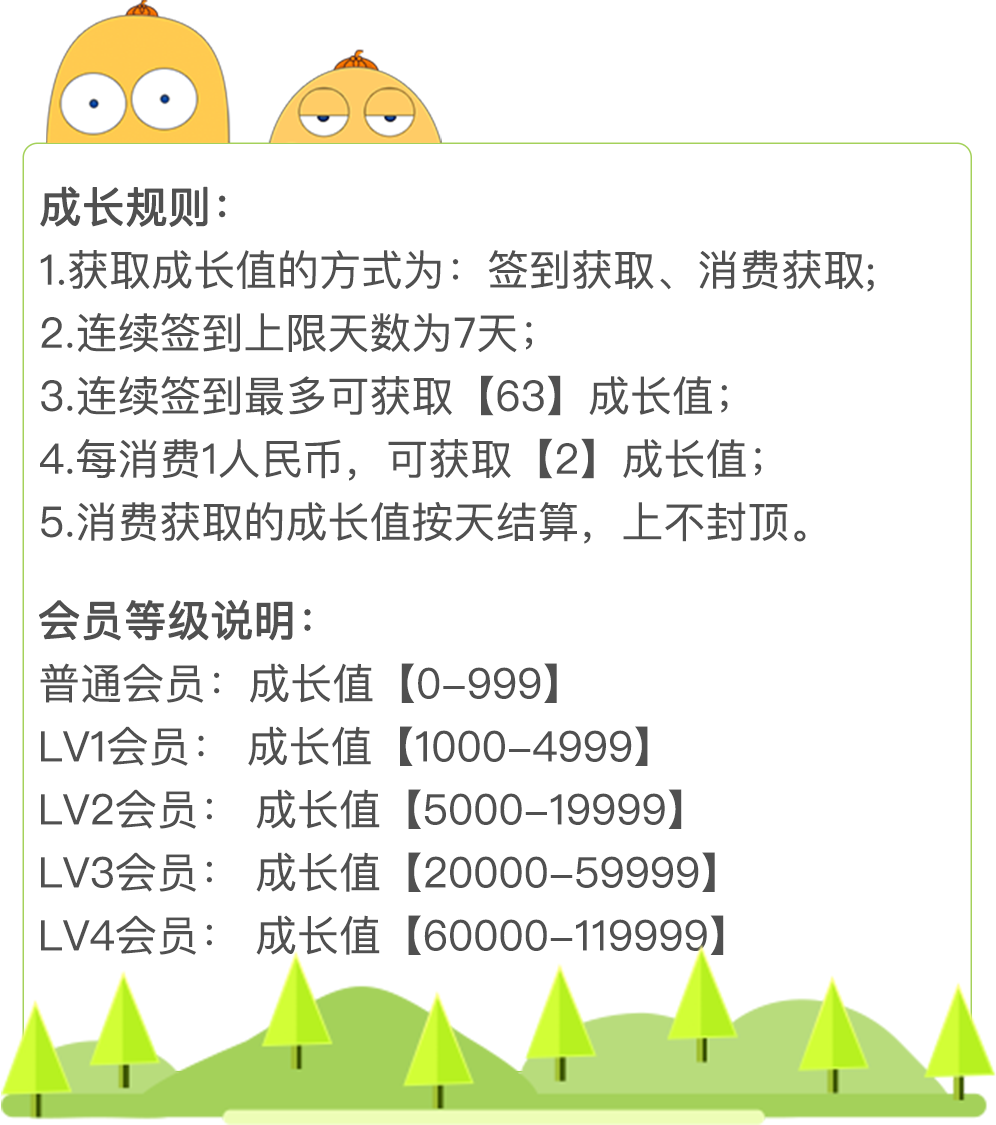 成长规则：
1.获取成长值的方式为：签到获取、消费获取;
2.连续签到上限天数为7天；
3.连续签到最多可获取【63】成长值；
4.每消费1人民币，可获取【2】成长值；
5.消费获取的成长值按天结算，上不封顶。
会员等级说明：
普通会员：成长值【0–999】
LV1会员： 成长值【1000–4999】
LV2会员： 成长值【5000–19999】
LV3会员： 成长值【20000–59999】
LV4会员： 成长值【60000–119999】